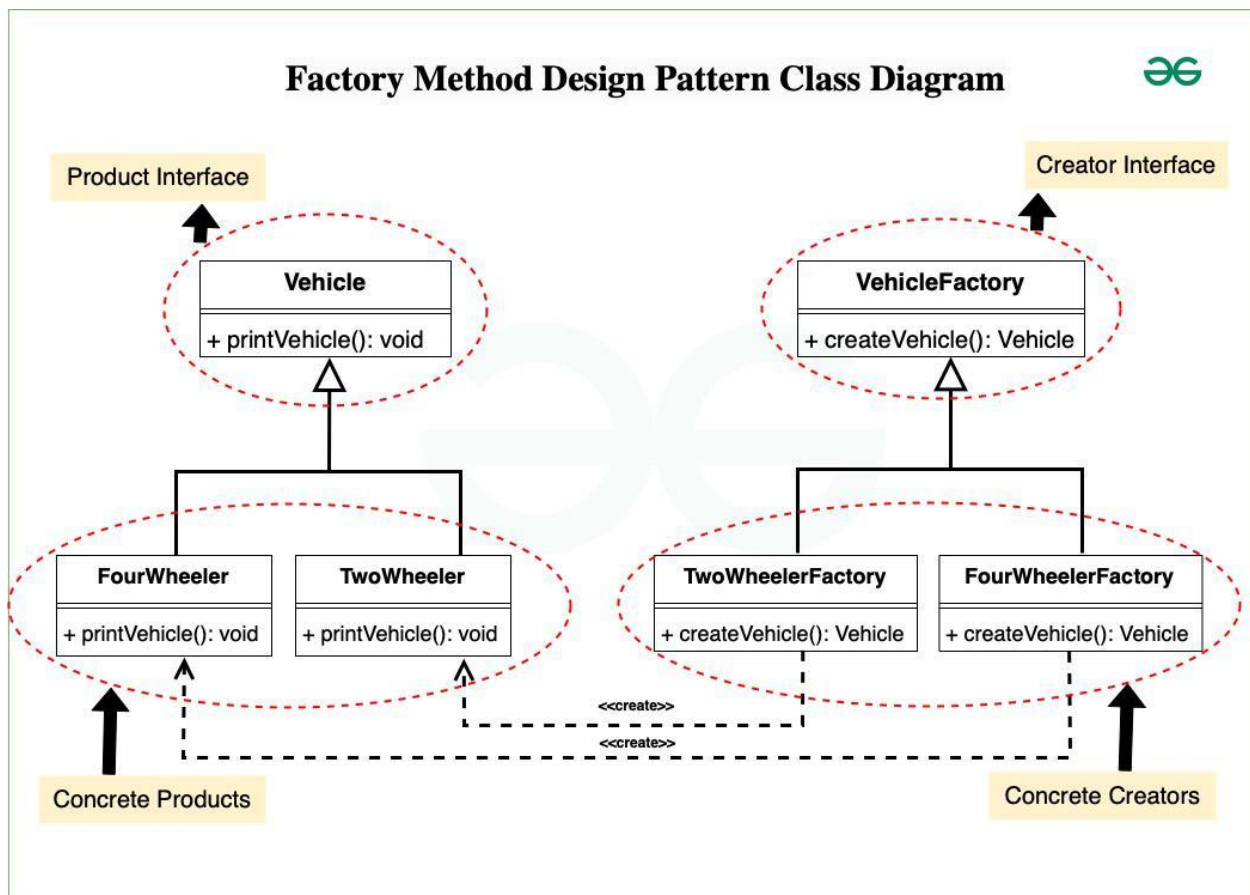 Factory Method Design Pattern Class Diagram
Product Interface
Creator Interface
Vehicle
+ printVehicle(): void
VehicleFactory
+ createVehicle(): Vehicle
FourWheeler
+ printVehicle(): void
TwoWheeler
+ printVehicle(): void
TwoWheelerFactory
+ createVehicle(): Vehicle
FourWheelerFactory
+ createVehicle(): Vehicle
<<create>>
<<create>>
Concrete Products
Concrete Creators